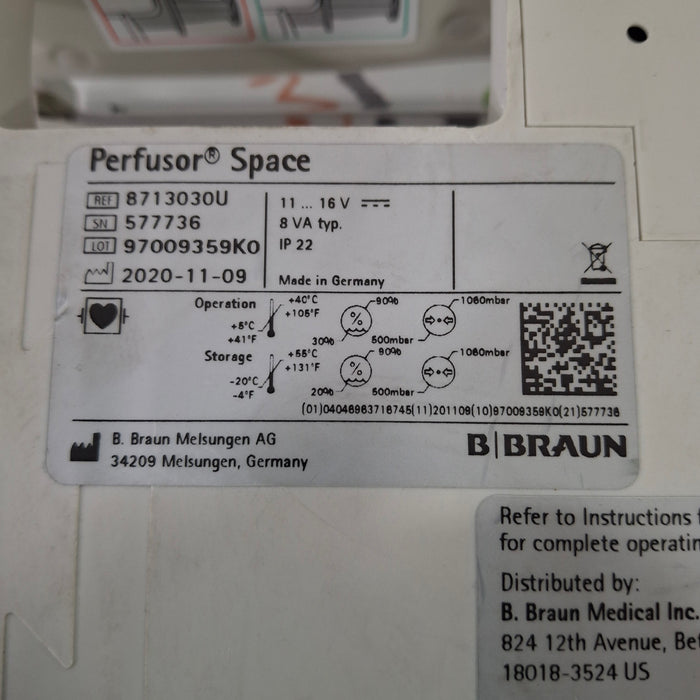 Perfusor® Space
REF 8713030U
SN 577736
LOT 97009359K0
2020-11-09
11 ... 16 V
8 VA typ.
IP 22
Made in Germany
Operation
+5°C
+41°F
+40°C
+105°F
30%
%
90%
500mbar
1060mbar
Storage
-20°C
-4°F
+55°C
+131°F
20%
%
90%
500mbar
1060mbar
(01)04046963716745(11)201109(10)97009359K0(21)577736
B. Braun Melsungen AG
34209 Melsungen, Germany
B|BRAUN
Refer to Instructions
for complete
Distributed by:
B. Braun Medical Inc.
824 12th Avenue,
18018-3524 US